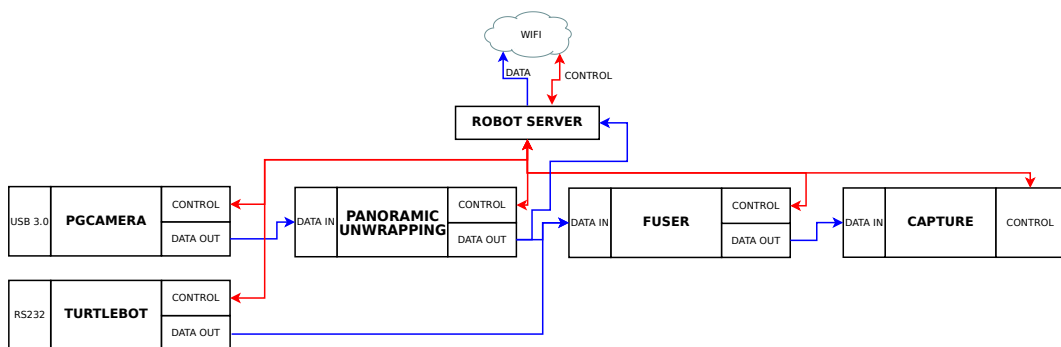 WIFI
DATA
CONTROL
ROBOT SERVER
USB 3.0
PGCAMERA
CONTROL
DATA OUT
DATA IN
PANORAMIC
UNWRAPPING
CONTROL
DATA OUT
DATA IN
FUSER
CONTROL
DATA OUT
DATA IN
CAPTURE
CONTROL
RS232
TURTLEBOT
CONTROL
DATA OUT